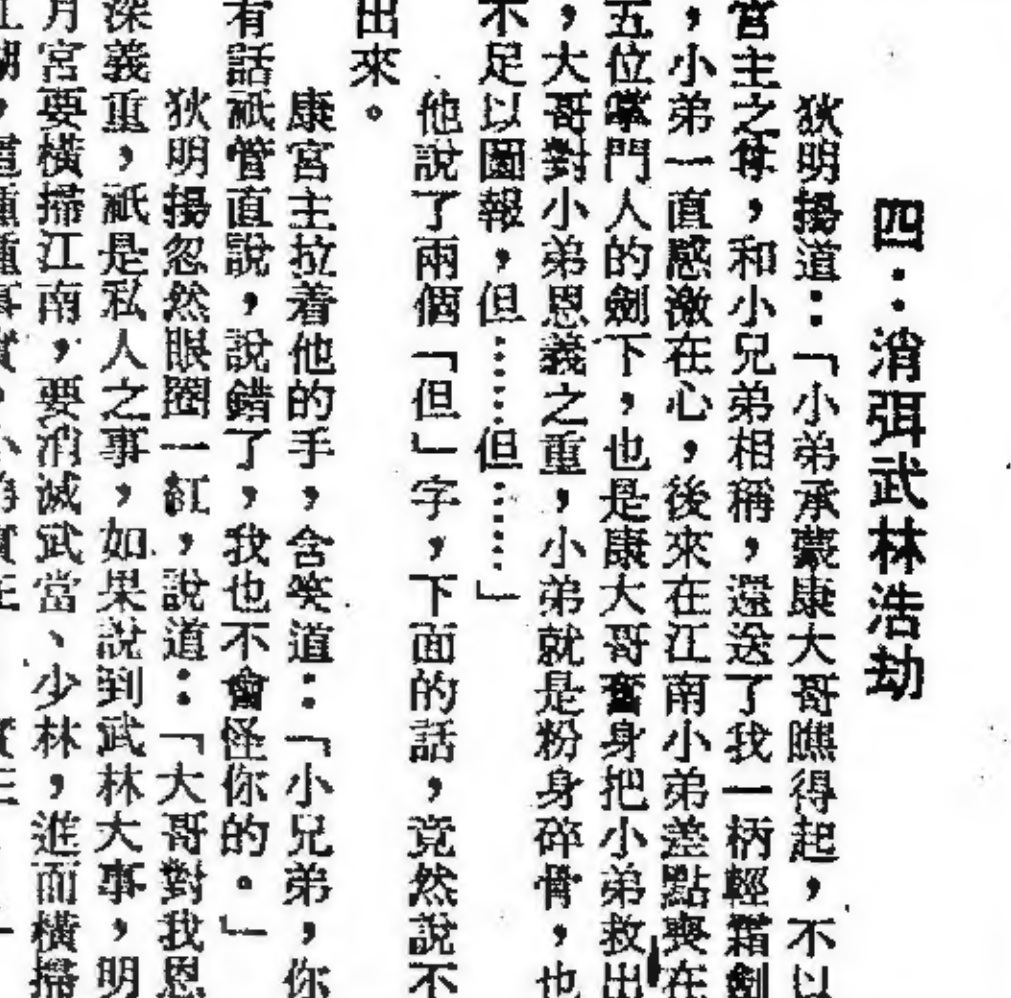 四：消弭武林浩劫
狄明揚道：「小弟承蒙康大哥瞧得起，不以
宮主之尊，和小兄弟相稱，還送了我一柄輕霜劍
，小弟一直感激在心，後來在江南小弟差點喪在
五位掌門人的劍下，也是康大哥奮身把小弟救出
，大哥對小弟恩義之重，小弟就是粉身碎骨，也
不足以圖報，但……但……」
他說了兩個「但」字，下面的話，竟然說不
出來。
康宮主拉着他的手，含笑道：「小兄弟，你
有話祇管直說，說錯了，我也不會怪你的。」
狄明揚忽然眼圈一紅，說道：「大哥對我恩
深義重，祇是私人之事，如果說到武林大事，明
月宮要橫掃江南，要消滅武當、少林，進而橫掃